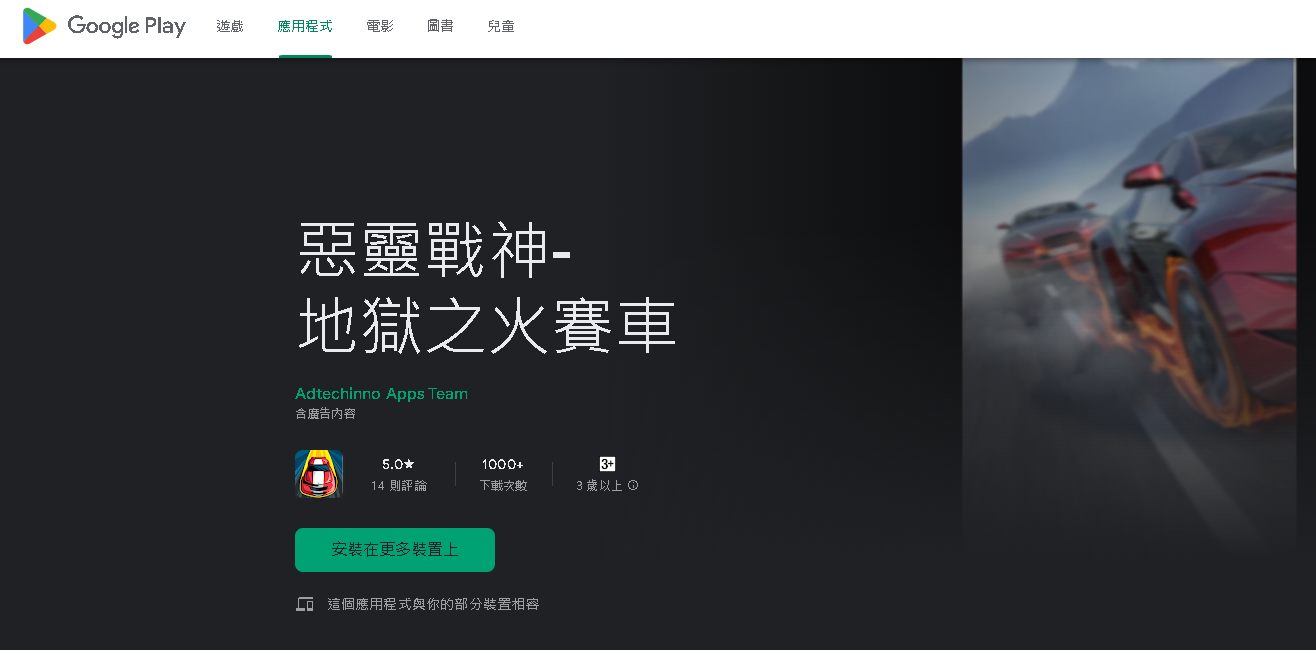 Google Play 遊戲 應用程式 電影 圖書 兒童
惡靈戰神-
地獄之火賽車
Adtechinno Apps Team
含廣告內容
5.0★ 1000+ 3+
14 則評論 下載次數 3 歲以上
安裝在更多裝置上
這個應用程式與你的部分裝置相容